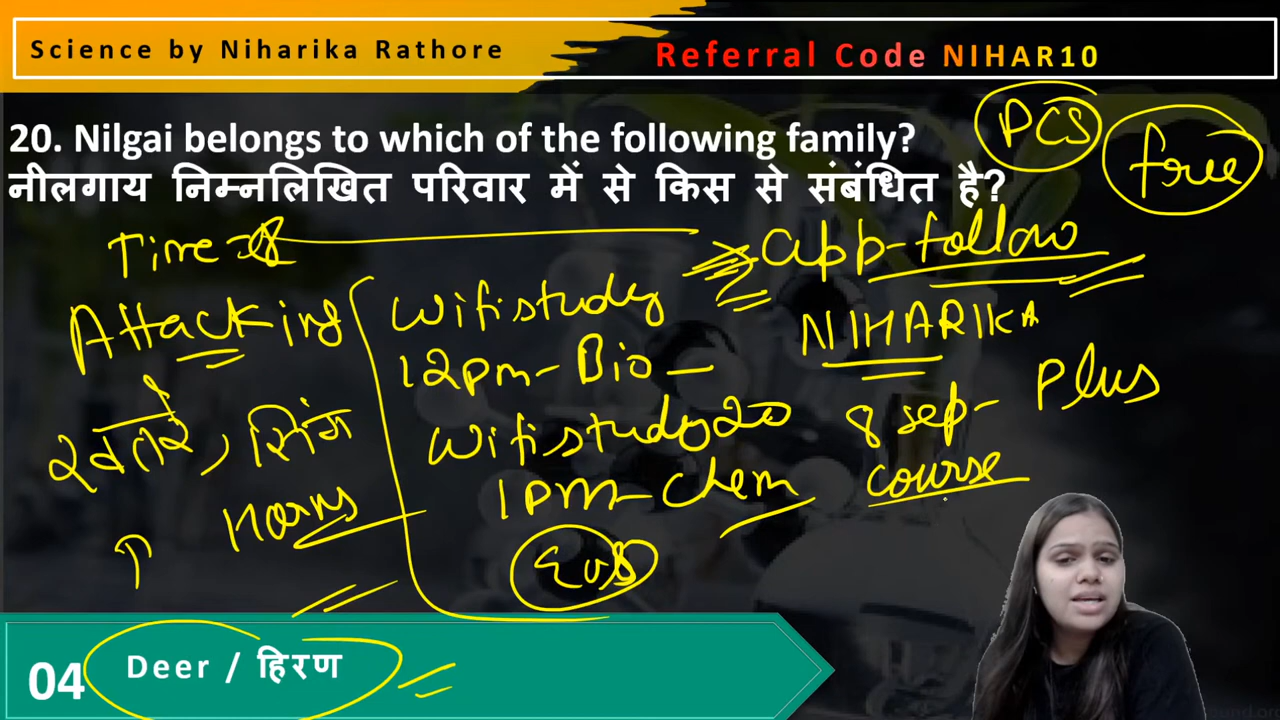 Science by Niharika Rathore
Referral Code NIHAR10
20. Nilgai belongs to which of the following family?
PCS
free
नीलगाय निम्नलिखित परिवार में से किस से संबंधित है?
Time
app-follow
Attacking
Wifistudy
NIHARIKA
12pm-Bio-
Plus
Wifistudy20
8 sep-
सिंग
1PM-Chem
course
Horns
04 Deer / हिरण